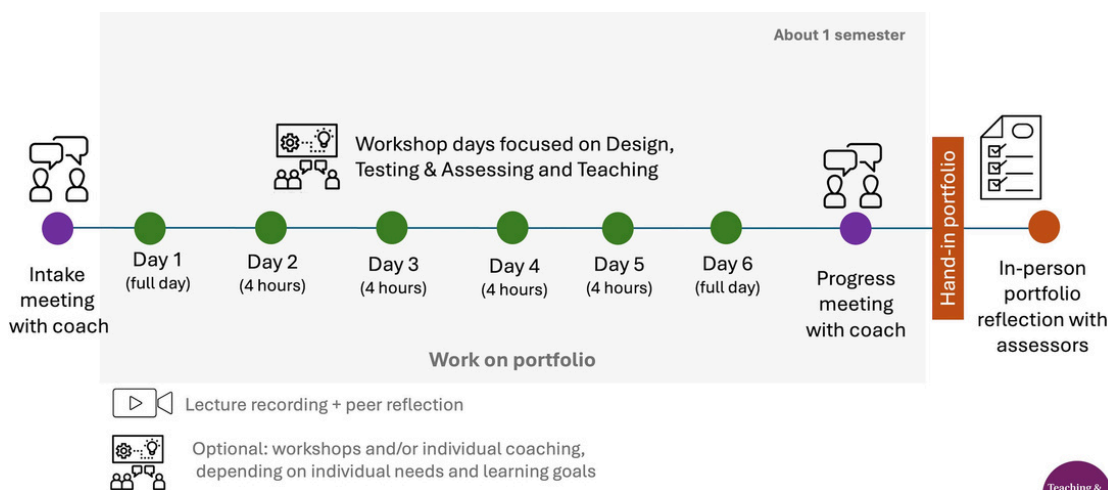 About 1 semester
Workshop days focused on Design,
Testing & Assessing and Teaching
Intake
meeting
with coach
Day 1
(full day)
Day 2
(4 hours)
Day 3
(4 hours)
Day 4
(4 hours)
Day 5
(4 hours)
Day 6
(full day)
Progress
meeting
with coach
Hand-in portfolio
In-person
portfolio
reflection with
assessors
Work on portfolio
Lecture recording + peer reflection
Optional: workshops and/or individual coaching,
depending on individual needs and learning goals
Teaching &